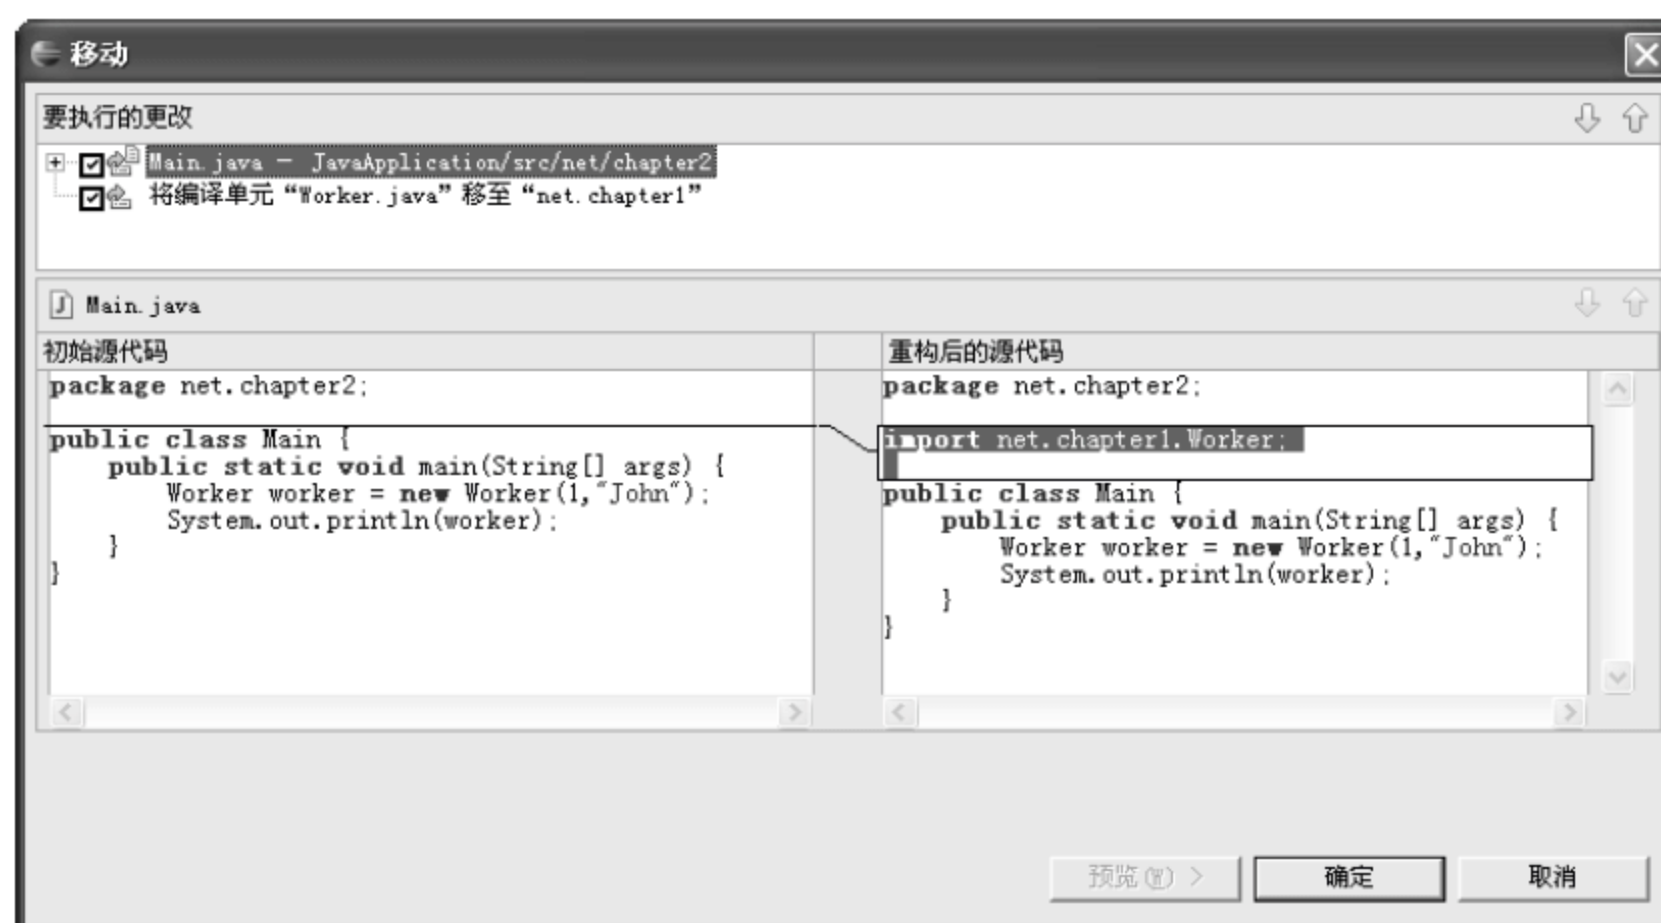 移动
要执行的更改
Main.java - JavaApplication/src/net/chapter2
将编译单元“Worker.java”移至“net.chapter1”
Main.java
初始源代码
package net.chapter2;
public class Main {
public static void main(String[] args) {
Worker worker = new Worker(1,"John");
System.out.println(worker);
}
}
重构后的源代码
package net.chapter2;
import net.chapter1.Worker;
public class Main {
public static void main(String[] args) {
Worker worker = new Worker(1,"John");
System.out.println(worker);
}
}
预览(W) >
确定
取消